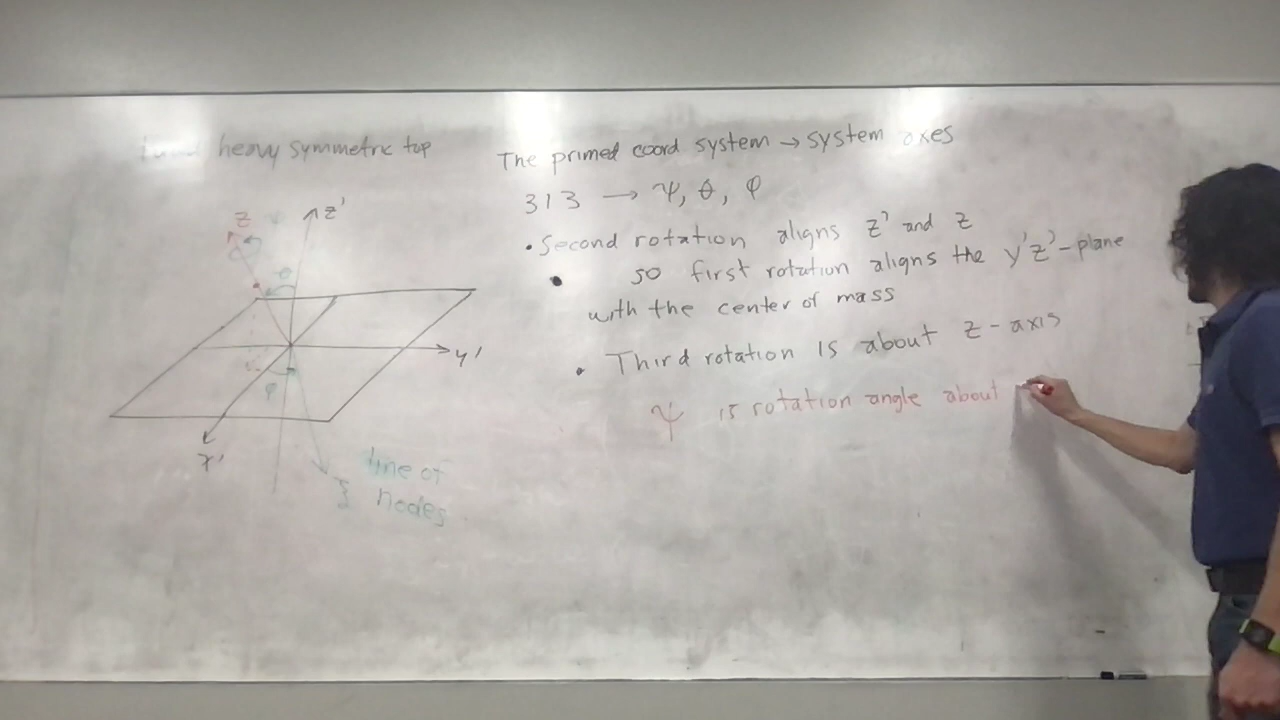 heavy symmetric top
The primed coord system → system axes
313 → ψ, θ, φ
• Second rotation aligns z' and z
• so first rotation aligns the y'z'-plane
with the center of mass
• Third rotation is about z-axis
ψ is rotation angle about
z
z'
θ
y'
φ
x'
line of
nodes
ξ